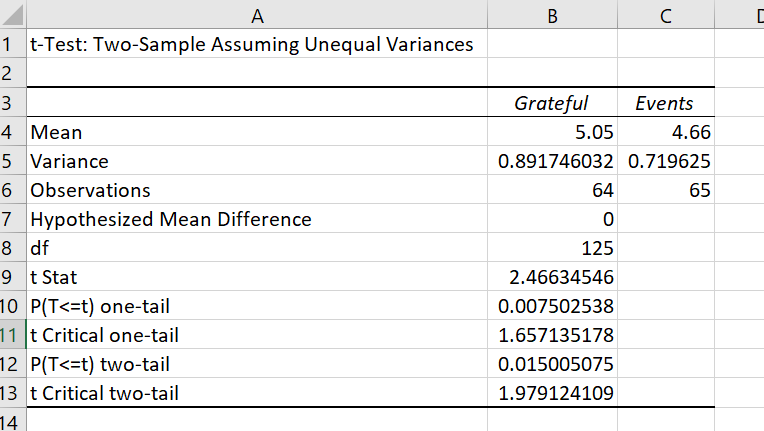 A B C
1 t-Test: Two-Sample Assuming Unequal Variances
2
3 Grateful Events
4 Mean 5.05 4.66
5 Variance 0.891746032 0.719625
6 Observations 64 65
7 Hypothesized Mean Difference 0
8 df 125
9 t Stat 2.46634546
10 P(T<=t) one-tail 0.007502538
11 t Critical one-tail 1.657135178
12 P(T<=t) two-tail 0.015005075
13 t Critical two-tail 1.979124109
14